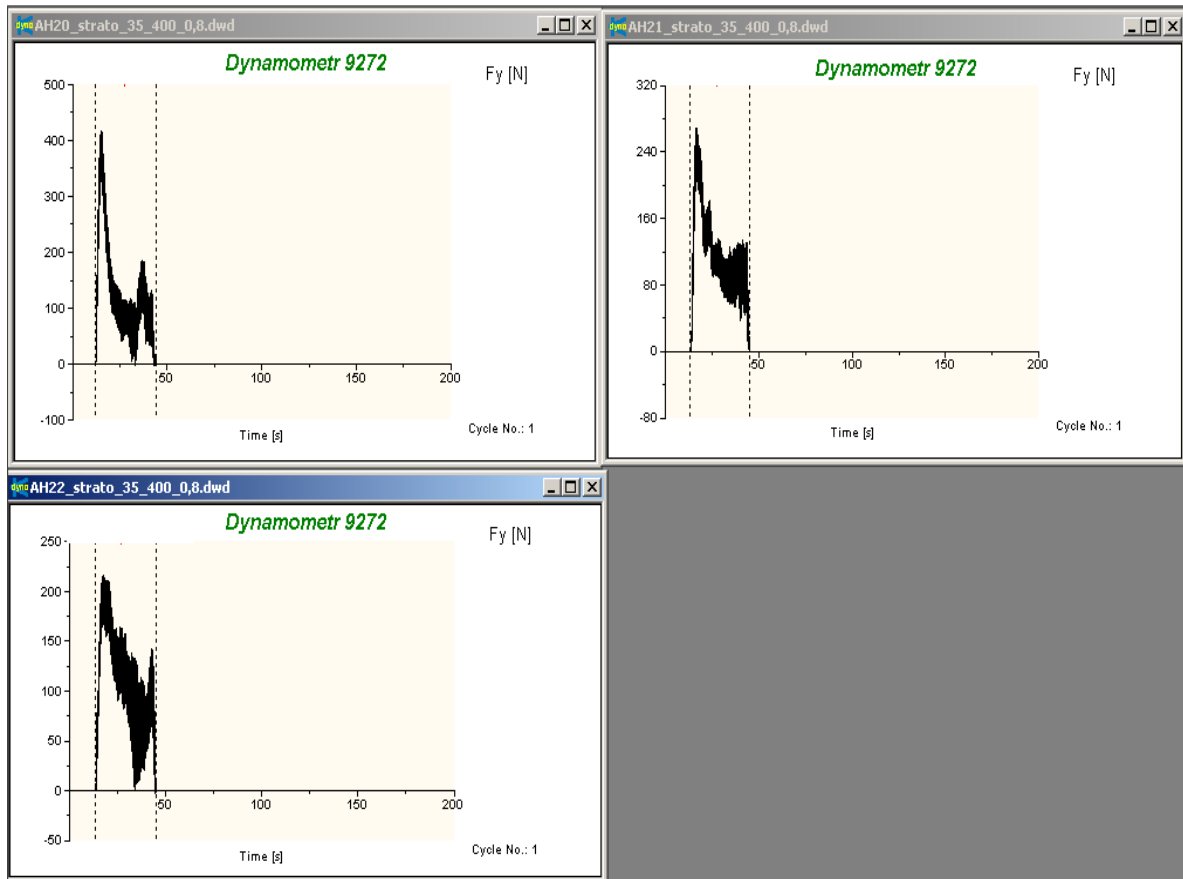 dyno AH20_strato_35_400_0,8.dwd
Dynamometr 9272
Fy [N]
500
400
300
200
100
0
-100
50
100
150
200
Time [s]
Cycle No.: 1
dyno AH21_strato_35_400_0,8.dwd
Dynamometr 9272
Fy [N]
320
240
160
80
0
-80
50
100
150
200
Time [s]
Cycle No.: 1
dyno AH22_strato_35_400_0,8.dwd
Dynamometr 9272
Fy [N]
250
200
150
100
50
0
-50
50
100
150
200
Time [s]
Cycle No.: 1